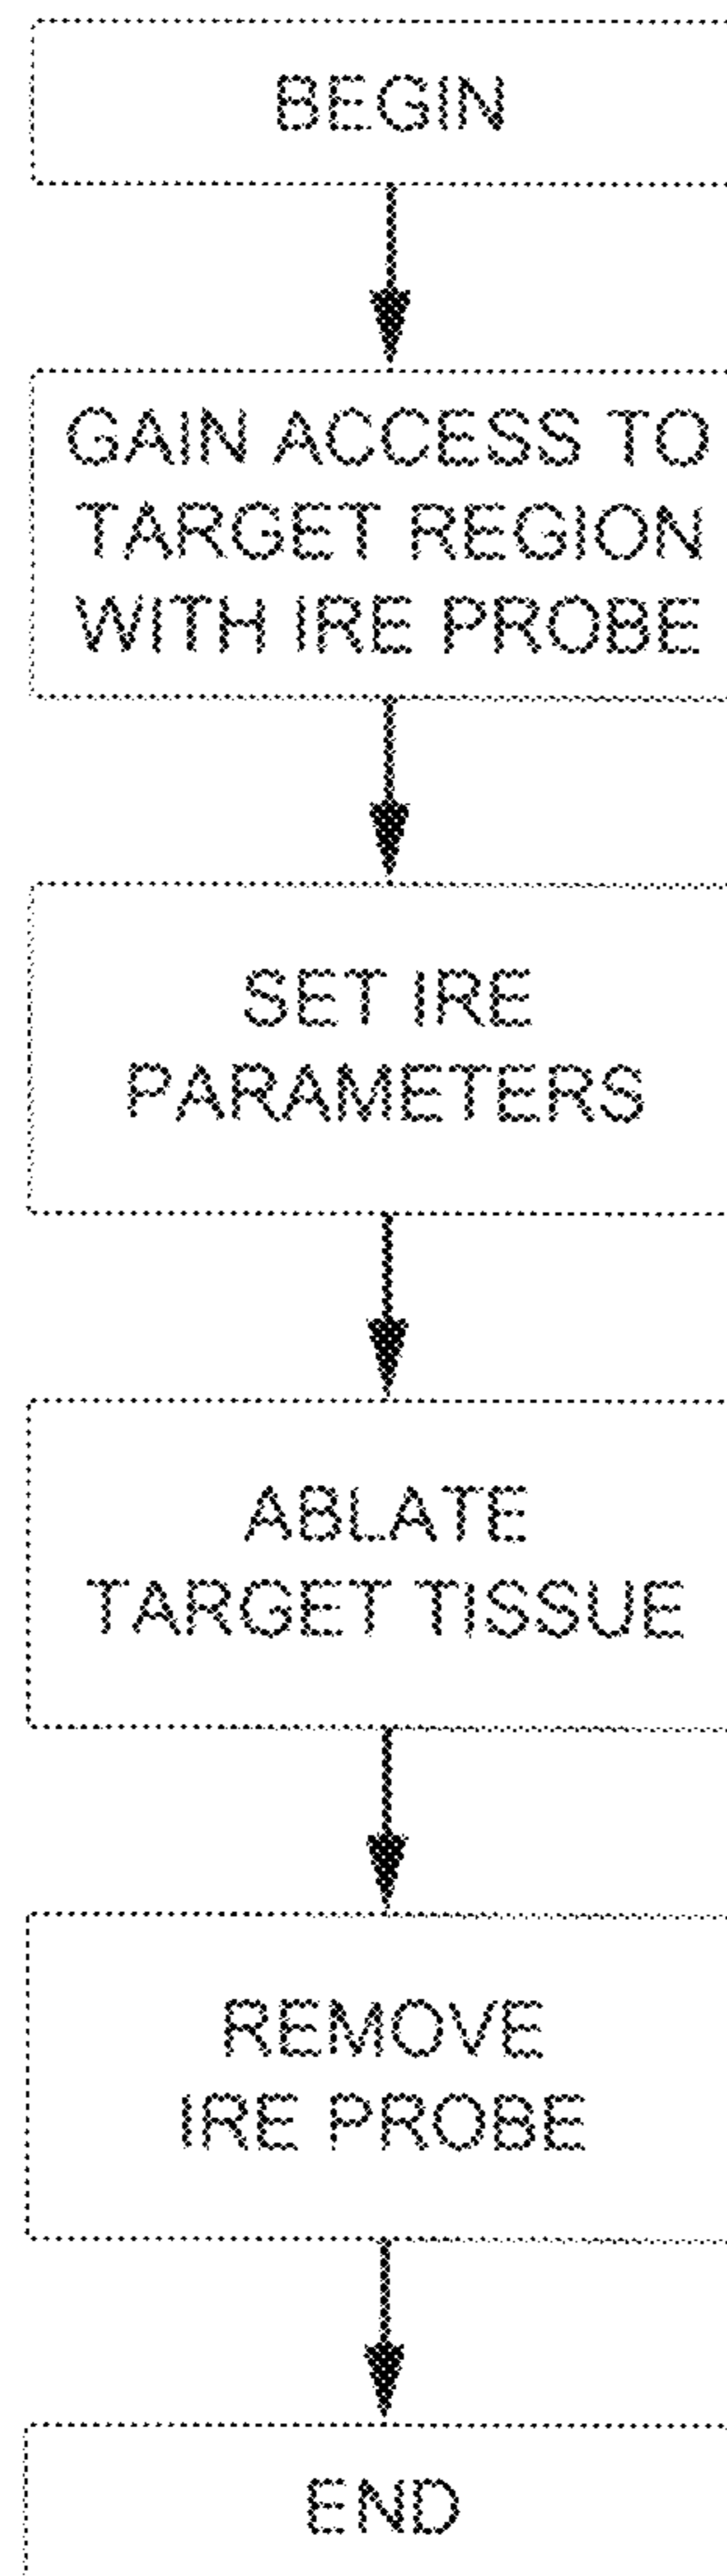 BEGIN
GAIN ACCESS TO
TARGET REGION
WITH IRE PROBE
SET IRE
PARAMETERS
ABLATE
TARGET TISSUE
REMOVE
IRE PROBE
END